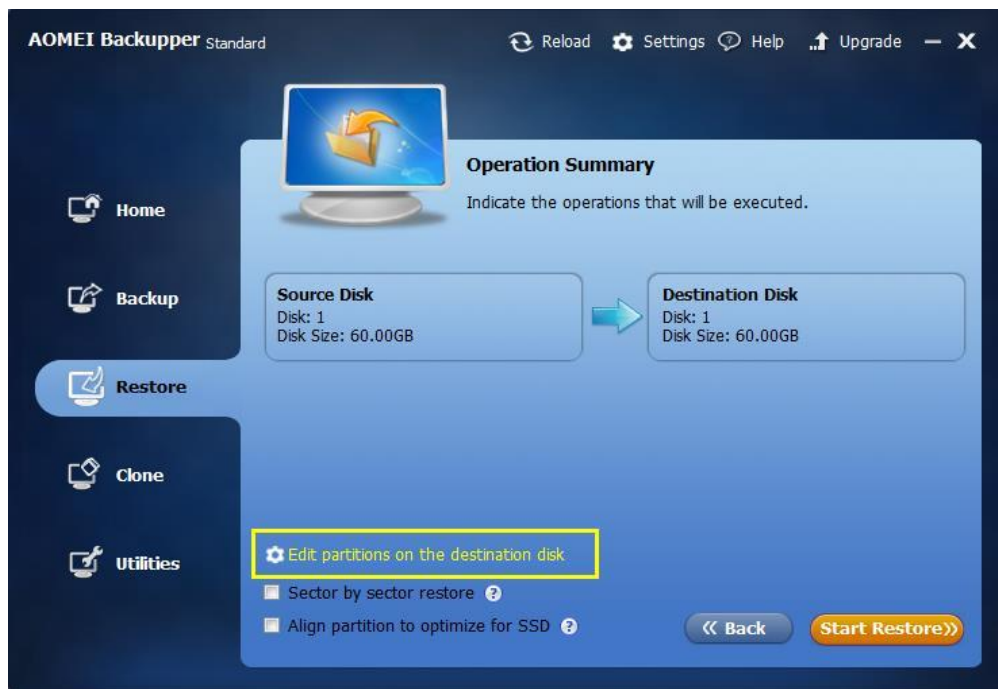 AOMEI Backupper Standard
Reload Settings Help Upgrade
Operation Summary
Indicate the operations that will be executed.
Home
Backup
Restore
Clone
Utilities
Source Disk
Disk: 1
Disk Size: 60.00GB
Destination Disk
Disk: 1
Disk Size: 60.00GB
Edit partitions on the destination disk
Sector by sector restore ?
Align partition to optimize for SSD ?
Back
Start Restore